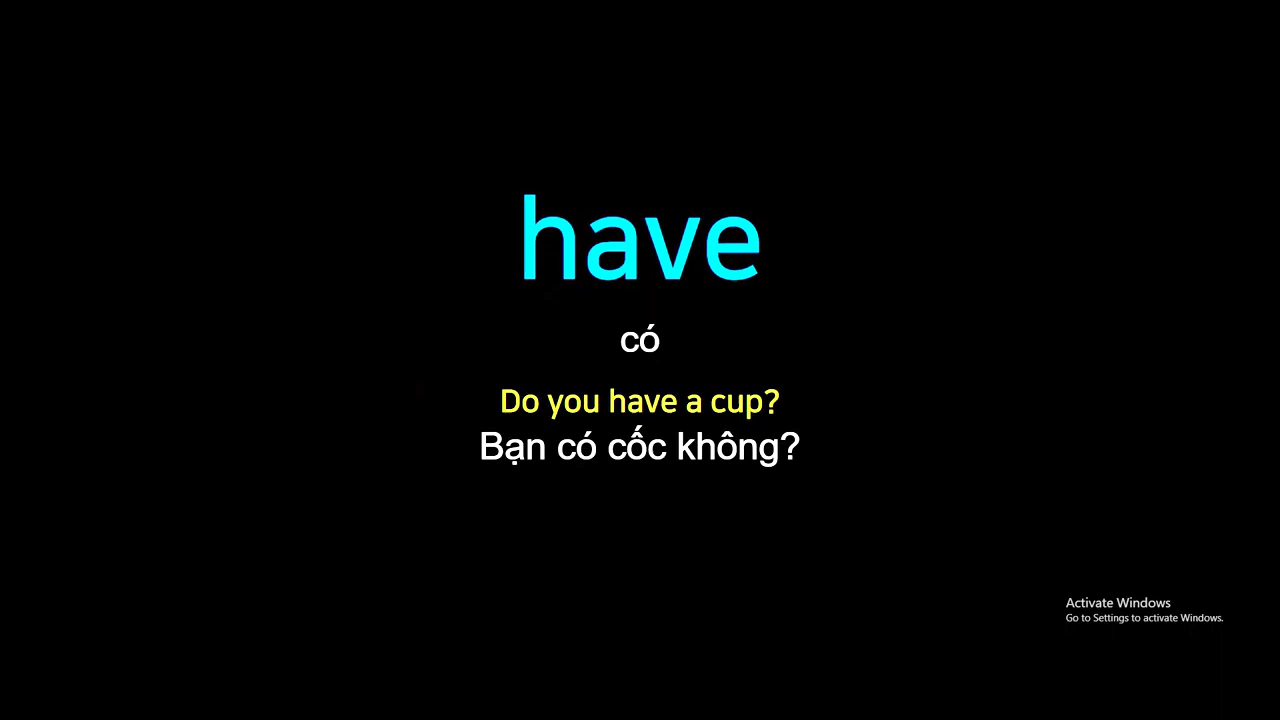 have
có
Do you have a cup?
Bạn có cốc không?
Activate Windows
Go to Settings to activate Windows.